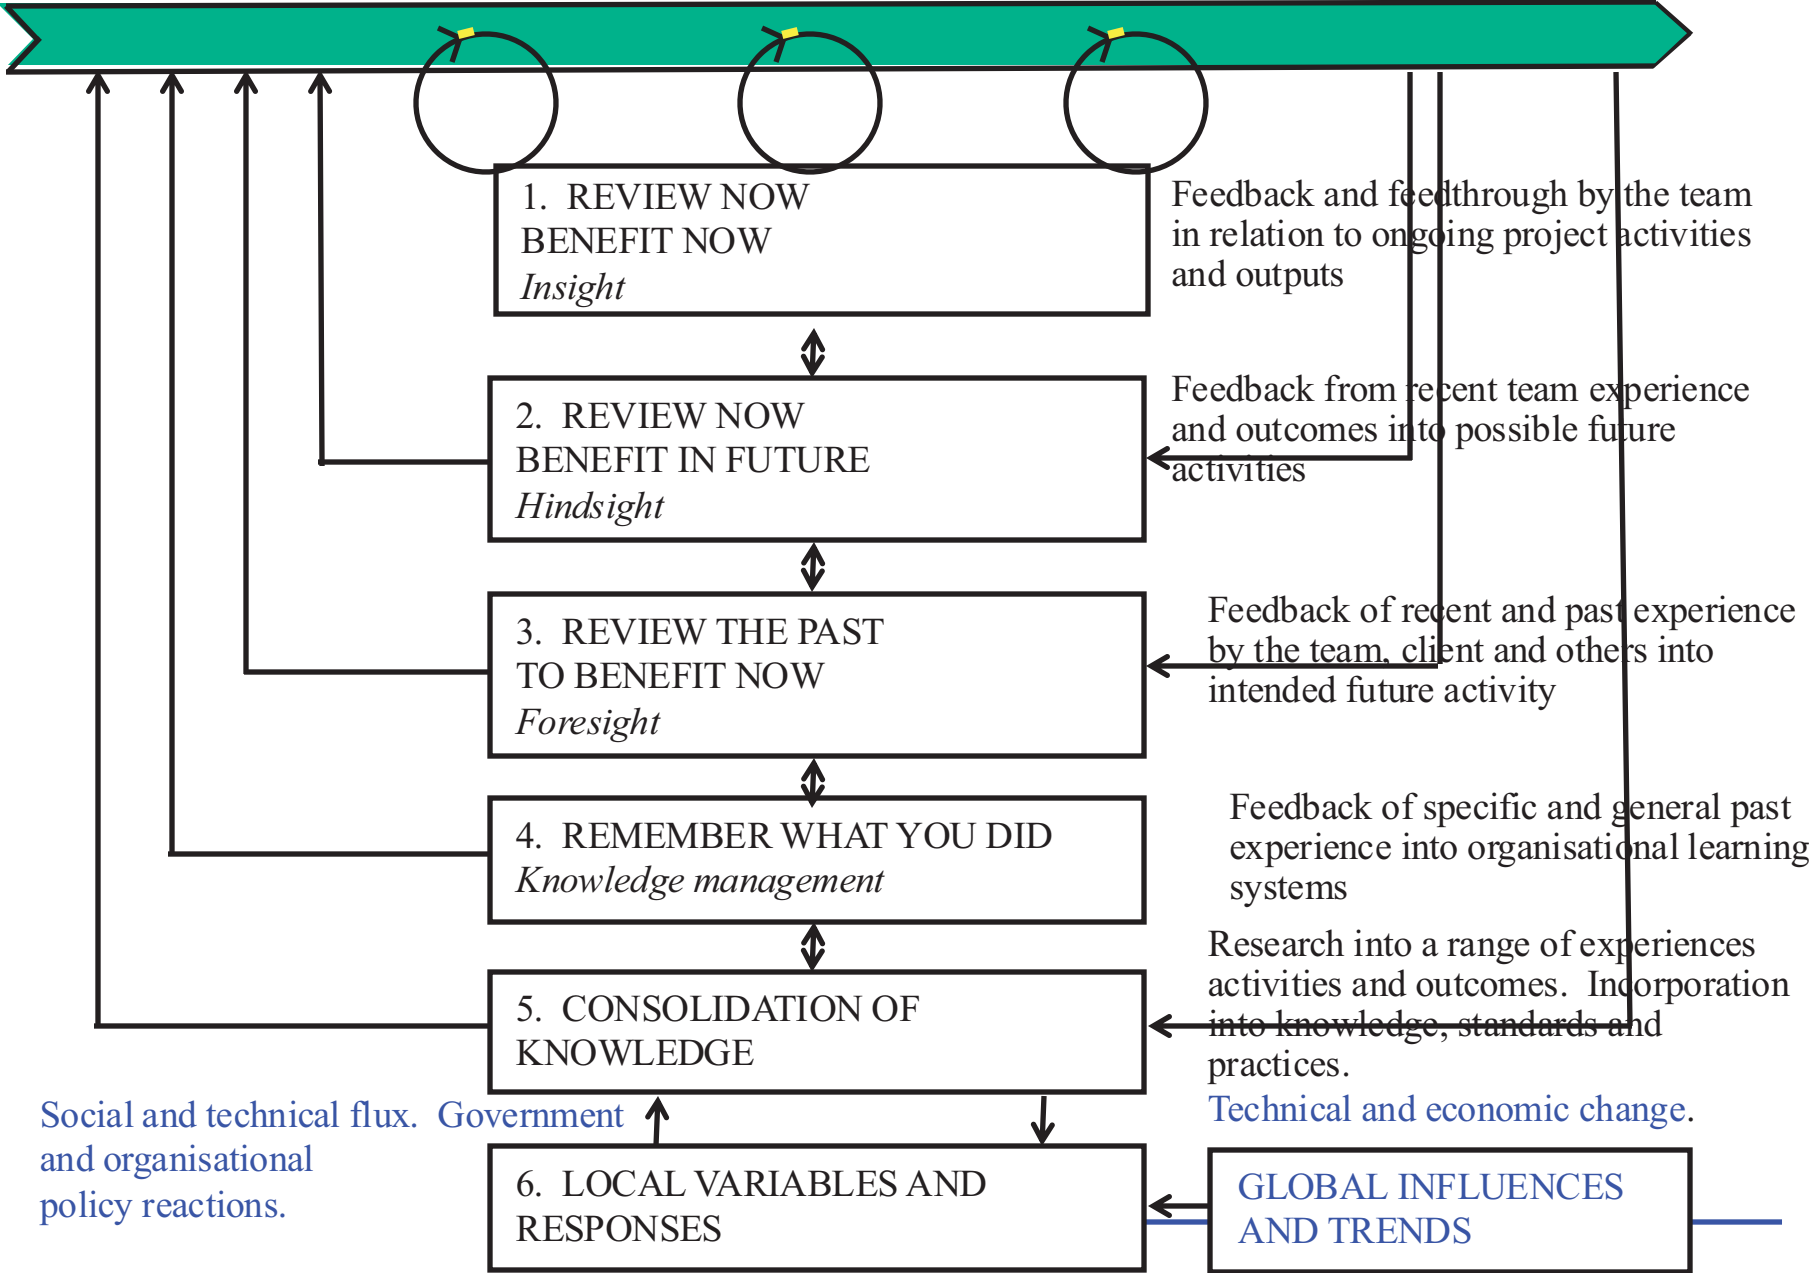 1. REVIEW NOW
BENEFIT NOW
Insight
Feedback and feedthrough by the team
in relation to ongoing project activities
and outputs
2. REVIEW NOW
BENEFIT IN FUTURE
Hindsight
Feedback from recent team experience
and outcomes into possible future
activities
3. REVIEW THE PAST
TO BENEFIT NOW
Foresight
Feedback of recent and past experience
by the team, client and others into
intended future activity
4. REMEMBER WHAT YOU DID
Knowledge management
Feedback of specific and general past
experience into organisational learning
systems
5. CONSOLIDATION OF
KNOWLEDGE
Research into a range of experiences
activities and outcomes. Incorporation
into knowledge, standards and
practices.
Technical and economic change.
Social and technical flux. Government
and organisational
policy reactions.
6. LOCAL VARIABLES AND
RESPONSES
GLOBAL INFLUENCES
AND TRENDS